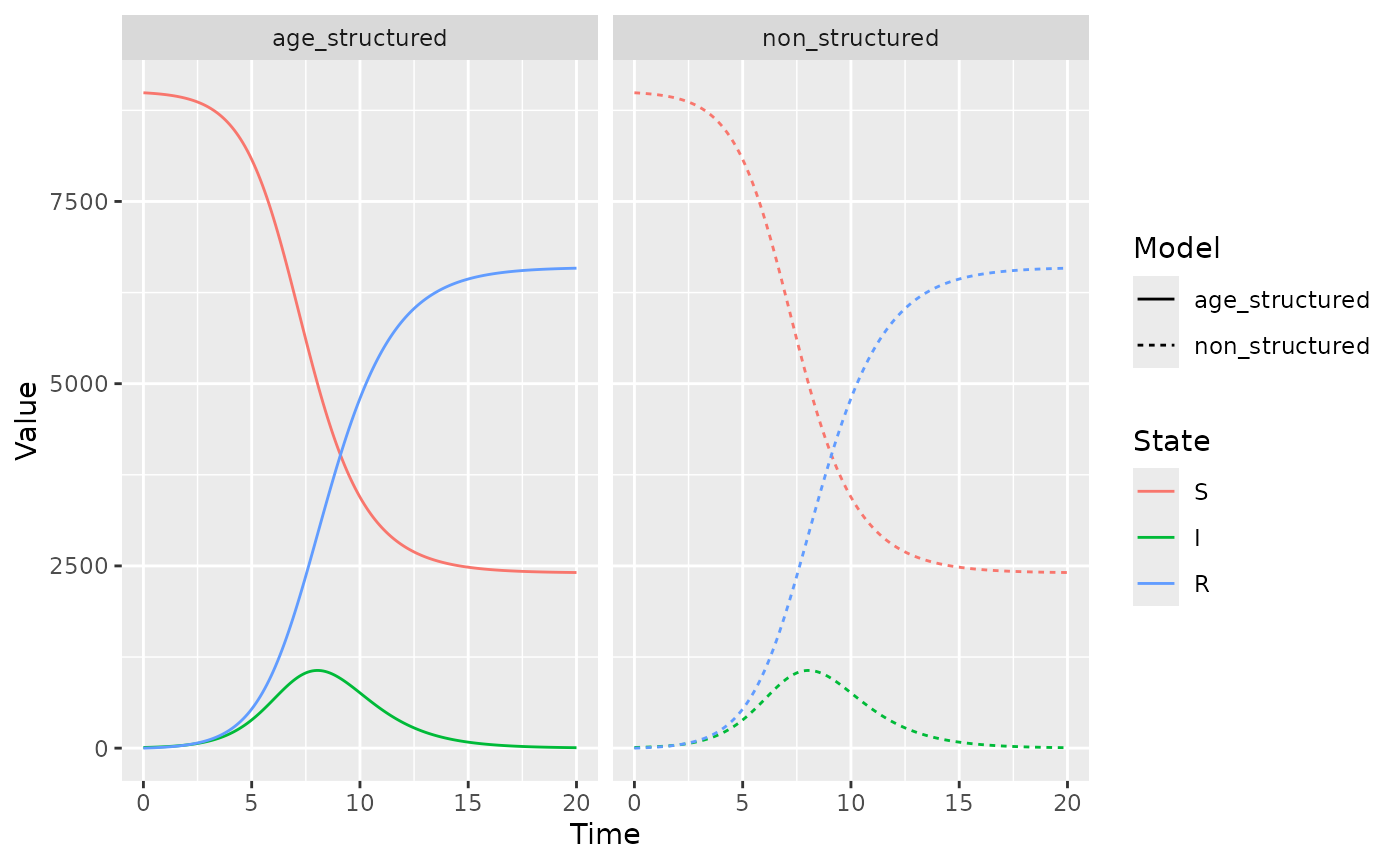 age_structured
non_structured
Value
7500
5000
2500
0
0 5 10 15 20
0 5 10 15 20
Time
Model
age_structured
non_structured
State
S
I
R